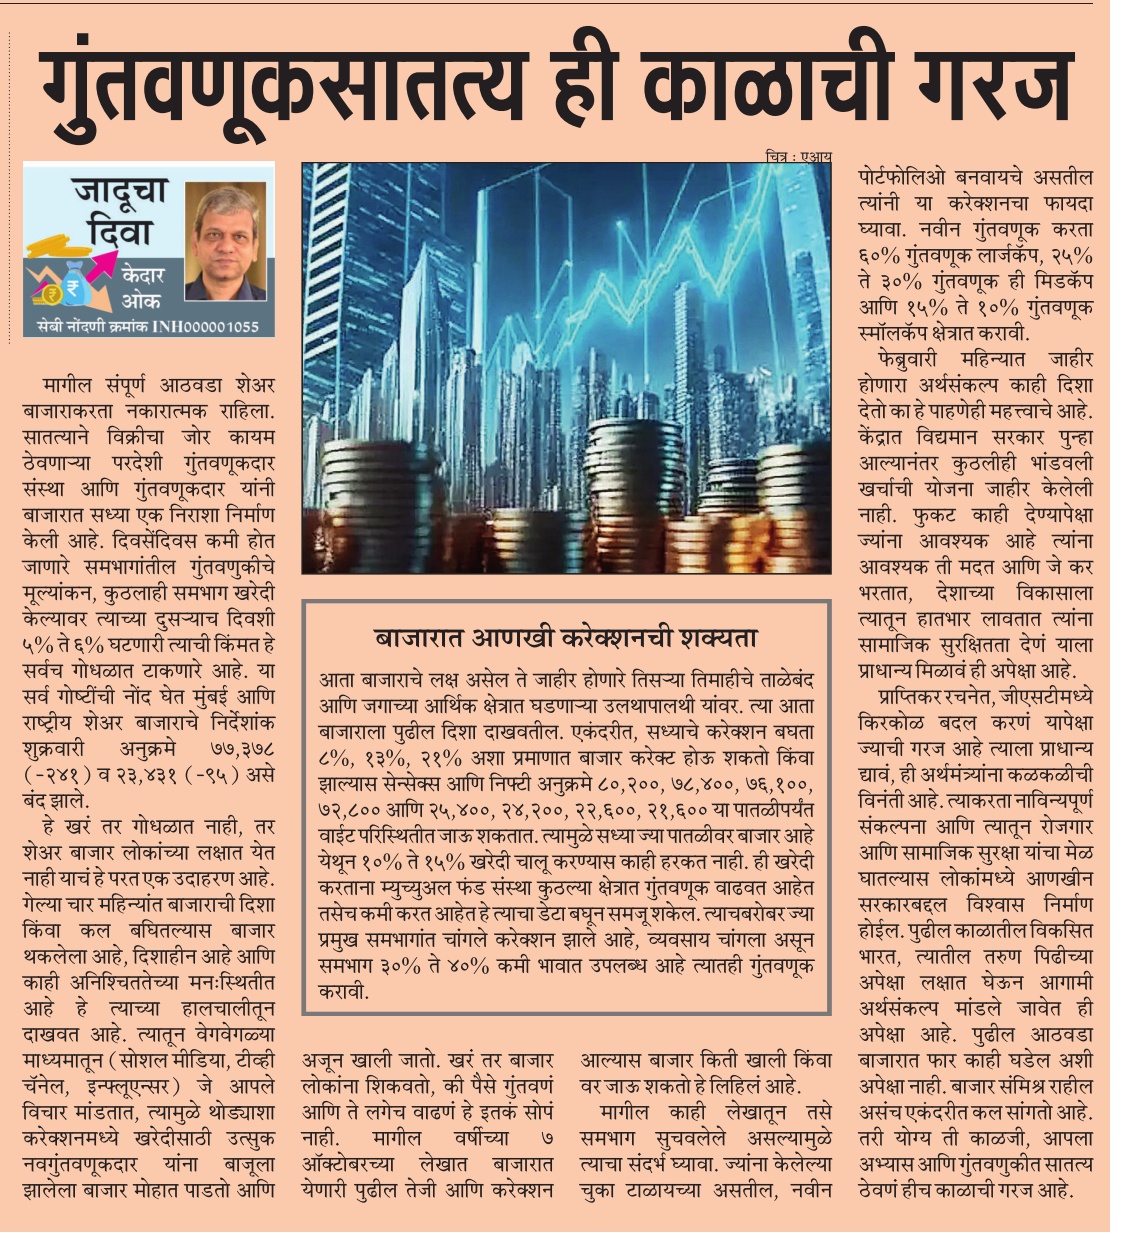 गुंतवणूकसातत्य ही काळाची गरज
जादूचा
दिवा
केदार
ओक
सेबी नोंदणी क्रमांक INH000001055
मागील संपूर्ण आठवडा शेअर
बाजाराकरता नकारात्मक राहिला.
सातत्याने विक्रीचा जोर कायम
ठेवणाऱ्या परदेशी गुंतवणूकदार
संस्था आणि गुंतवणूकदार यांनी
बाजारात सध्या एक निराशा निर्माण
केली आहे. दिवसेंदिवस कमी होत
जाणारे समभागांतील गुंतवणुकीचे
मूल्यांकन, कुठलाही समभाग खरेदी
केल्यावर त्याच्या दुसऱ्याच दिवशी
५% ते ६% घटणारी त्याची किंमत हे
सर्वच गोधळात टाकणारे आहे. या
सर्व गोष्टींची नोंद घेत मुंबई आणि
राष्ट्रीय शेअर बाजाराचे निर्देशांक
शुक्रवारी अनुक्रमे ७७,३७८
(-२४१) व २३,४३१ (-९५) असे
बंद झाले.
हे खरं तर गोधळात नाही, तर
शेअर बाजार लोकांच्या लक्षात येत
नाही याचं हे परत एक उदाहरण आहे.
गेल्या चार महिन्यांत बाजाराची दिशा
किंवा कल बघितल्यास बाजार
थकलेला आहे, दिशाहीन आहे आणि
काही अनिश्चिततेच्या मनःस्थितीत
आहे हे त्याच्या हालचालीतून
दाखवत आहे. त्यातून वेगवेगळ्या
माध्यमातून (सोशल मीडिया, टीव्ही
चॅनेल, इन्फ्लूएन्सर) जे आपले
विचार मांडतात, त्यामुळे थोड्याशा
करेक्शनमध्ये खरेदीसाठी उत्सुक
नवगुंतवणूकदार यांना बाजूला
झालेला बाजार मोहात पाडतो आणि
चित्र : एआय
बाजारात आणखी करेक्शनची शक्यता
आता बाजाराचे लक्ष असेल ते जाहीर होणारे तिसऱ्या तिमाहीचे ताळेबंद
आणि जगाच्या आर्थिक क्षेत्रात घडणाऱ्या उलथापालथी यांवर. त्या आता
बाजाराला पुढील दिशा दाखवतील. एकंदरीत, सध्याचे करेक्शन बघता
८%, १३%, २१% अशा प्रमाणात बाजार करेक्ट होऊ शकतो किंवा
झाल्यास सेन्सेक्स आणि निफ्टी अनुक्रमे ८०,२००, ७८,४००, ७६,१००,
७२,८०० आणि २५,४००, २४,२००, २२,६००, २१,६०० या पातळीपर्यंत
वाईट परिस्थितीत जाऊ शकतात. त्यामुळे सध्या ज्या पातळीवर बाजार आहे
येथून १०% ते १५% खरेदी चालू करण्यास काही हरकत नाही. ही खरेदी
करताना म्युच्युअल फंड संस्था कुठल्या क्षेत्रात गुंतवणूक वाढवत आहेत
तसेच कमी करत आहेत हे त्याचा डेटा बघून समजू शकेल. त्याचबरोबर ज्या
प्रमुख समभागांत चांगले करेक्शन झाले आहे, व्यवसाय चांगला असून
समभाग ३०% ते ४०% कमी भावात उपलब्ध आहे त्यातही गुंतवणूक
करावी.
अजून खाली जातो. खरं तर बाजार
लोकांना शिकवतो, की पैसे गुंतवणं
आणि ते लगेच वाढणं हे इतकं सोपं
नाही. मागील वर्षीच्या ७
ऑक्टोबरच्या लेखात बाजारात
येणारी पुढील तेजी आणि करेक्शन
आल्यास बाजार किती खाली किंवा
वर जाऊ शकतो हे लिहिलं आहे.
मागील काही लेखातून तसे
समभाग सुचवलेले असल्यामुळे
त्याचा संदर्भ घ्यावा. ज्यांना केलेल्या
चुका टाळायच्या असतील, नवीन
पोर्टफोलिओ बनवायचे असतील
त्यांनी या करेक्शनचा फायदा
घ्यावा. नवीन गुंतवणूक करता
६०% गुंतवणूक लार्जकॅप, २५%
ते ३०% गुंतवणूक ही मिडकॅप
आणि १५% ते १०% गुंतवणूक
स्मॉलकॅप क्षेत्रात करावी.
फेब्रुवारी महिन्यात जाहीर
होणारा अर्थसंकल्प काही दिशा
देतो का हे पाहणेही महत्त्वाचे आहे.
केंद्रात विद्यमान सरकार पुन्हा
आल्यानंतर कुठलीही भांडवली
खर्चाची योजना जाहीर केलेली
नाही. फुकट काही देण्यापेक्षा
ज्यांना आवश्यक आहे त्यांना
आवश्यक ती मदत आणि जे कर
भरतात, देशाच्या विकासाला
त्यातून हातभार लावतात त्यांना
सामाजिक सुरक्षितता देणं याला
प्राधान्य मिळावं ही अपेक्षा आहे.
प्राप्तिकर रचनेत, जीएसटीमध्ये
किरकोळ बदल करणं यापेक्षा
ज्याची गरज आहे त्याला प्राधान्य
द्यावं, ही अर्थमंत्र्यांना कळकळीची
विनंती आहे. त्याकरता नाविन्यपूर्ण
संकल्पना आणि त्यातून रोजगार
आणि सामाजिक सुरक्षा यांचा मेळ
घातल्यास लोकांमध्ये आणखीन
सरकारबद्दल विश्वास निर्माण
होईल. पुढील काळातील विकसित
भारत, त्यातील तरुण पिढीच्या
अपेक्षा लक्षात घेऊन आगामी
अर्थसंकल्प मांडले जावेत ही
अपेक्षा आहे. पुढील आठवडा
बाजारात फार काही घडेल अशी
अपेक्षा नाही. बाजार संमिश्र राहील
असंच एकंदरीत कल सांगतो आहे.
तरी योग्य ती काळजी, आपला
अभ्यास आणि गुंतवणुकीत सातत्य
ठेवणं हीच काळाची गरज आहे.